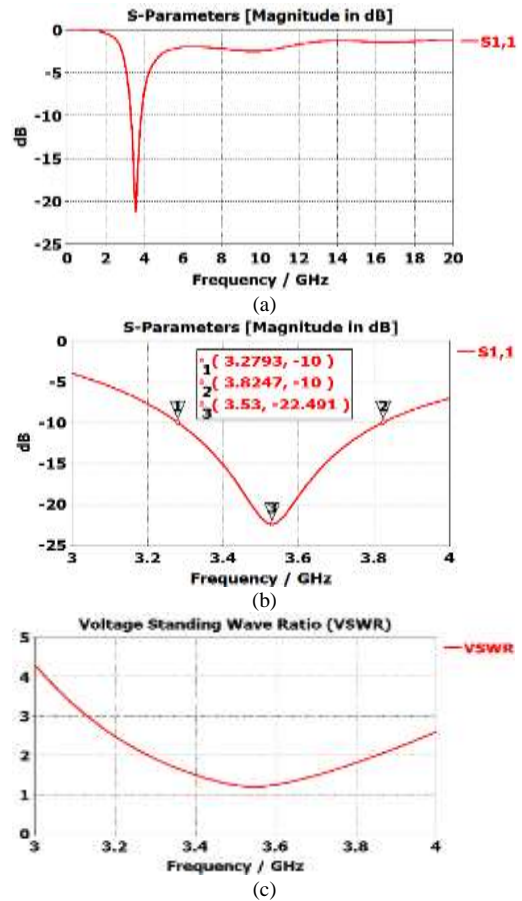 S-Parameters [Magnitude in dB]
0
-5
-10
-15
-20
-25
dB
S1,1
0 2 4 6 8 10 12 14 16 18 20
Frequency / GHz
(a)
S-Parameters [Magnitude in dB]
0
-5
-10
-15
-20
-25
dB
S1,1
1 ( 3.2793, -10 )
2 ( 3.8247, -10 )
3 ( 3.53, -22.491 )
1
2
3
3 3.2 3.4 3.6 3.8 4
Frequency / GHz
(b)
Voltage Standing Wave Ratio (VSWR)
5
4
3
2
1
0
VSWR
3 3.2 3.4 3.6 3.8 4
Frequency / GHz
(c)